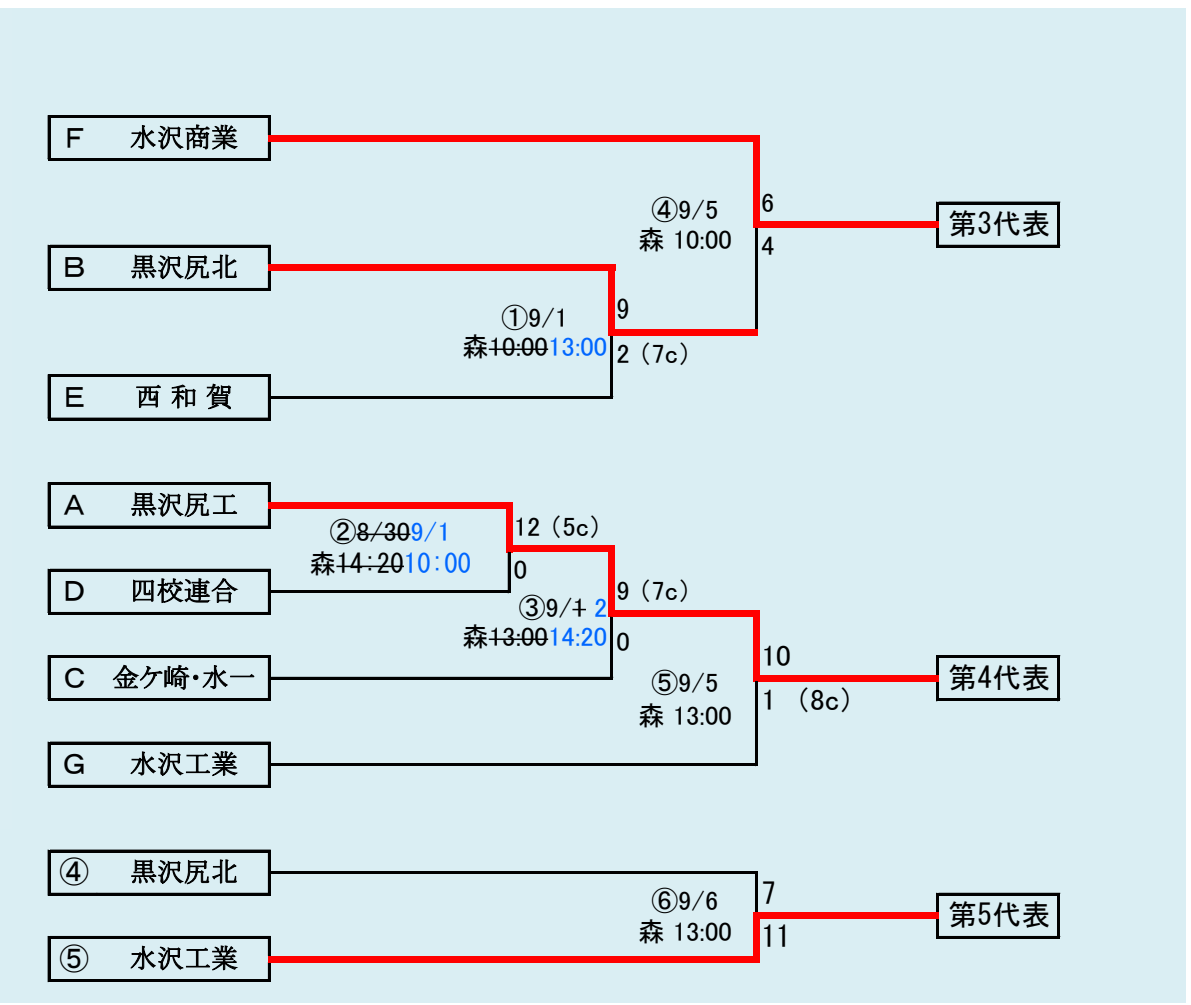 F 水沢商業
6
④9/5
第3代表
森 10:00
4
B 黒沢尻北
9
①9/1
森10:0013:00
2（7c）
E 西和賀
A 黒沢尻工
12（5c）
②8/309/1
森14:2010:00
0
D 四校連合
9（7c）
③9/1 2
森13:0014:20
0
10
C 金ケ崎・水一
⑤9/5
第4代表
1 （8c）
森 13:00
G 水沢工業
④ 黒沢尻北
7
⑥9/6
第5代表
森 13:00
11
⑤ 水沢工業